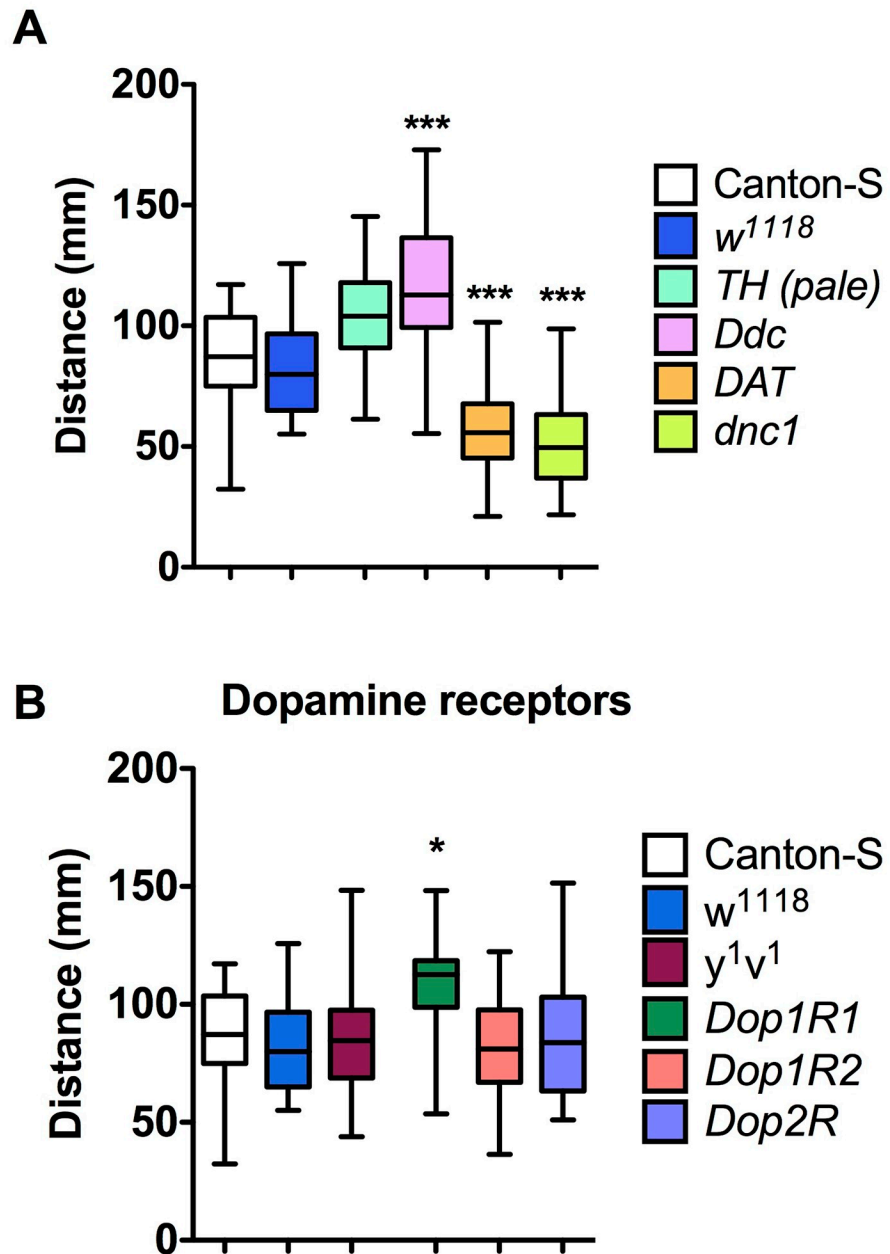 A
200
150
100
50
0
Distance (mm)
***
***
***
Canton-S
w1118
TH (pale)
Ddc
DAT
dnc1
B
Dopamine receptors
200
150
100
50
0
Distance (mm)
*
Canton-S
w1118
y1v1
Dop1R1
Dop1R2
Dop2R